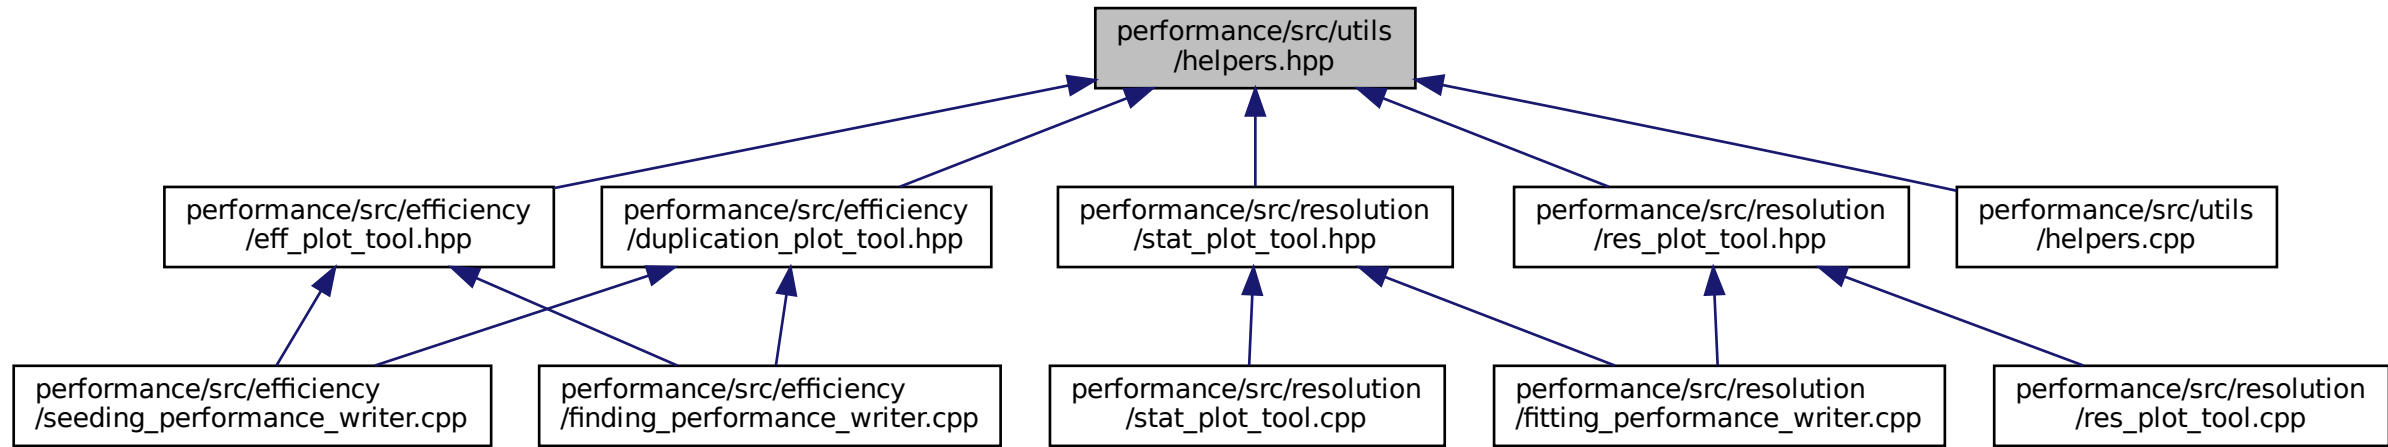 performance/src/utils
/helpers.hpp
performance/src/efficiency
/eff_plot_tool.hpp
performance/src/efficiency
/duplication_plot_tool.hpp
performance/src/resolution
/stat_plot_tool.hpp
performance/src/resolution
/res_plot_tool.hpp
performance/src/utils
/helpers.cpp
performance/src/efficiency
/seeding_performance_writer.cpp
performance/src/efficiency
/finding_performance_writer.cpp
performance/src/resolution
/stat_plot_tool.cpp
performance/src/resolution
/fitting_performance_writer.cpp
performance/src/resolution
/res_plot_tool.cpp